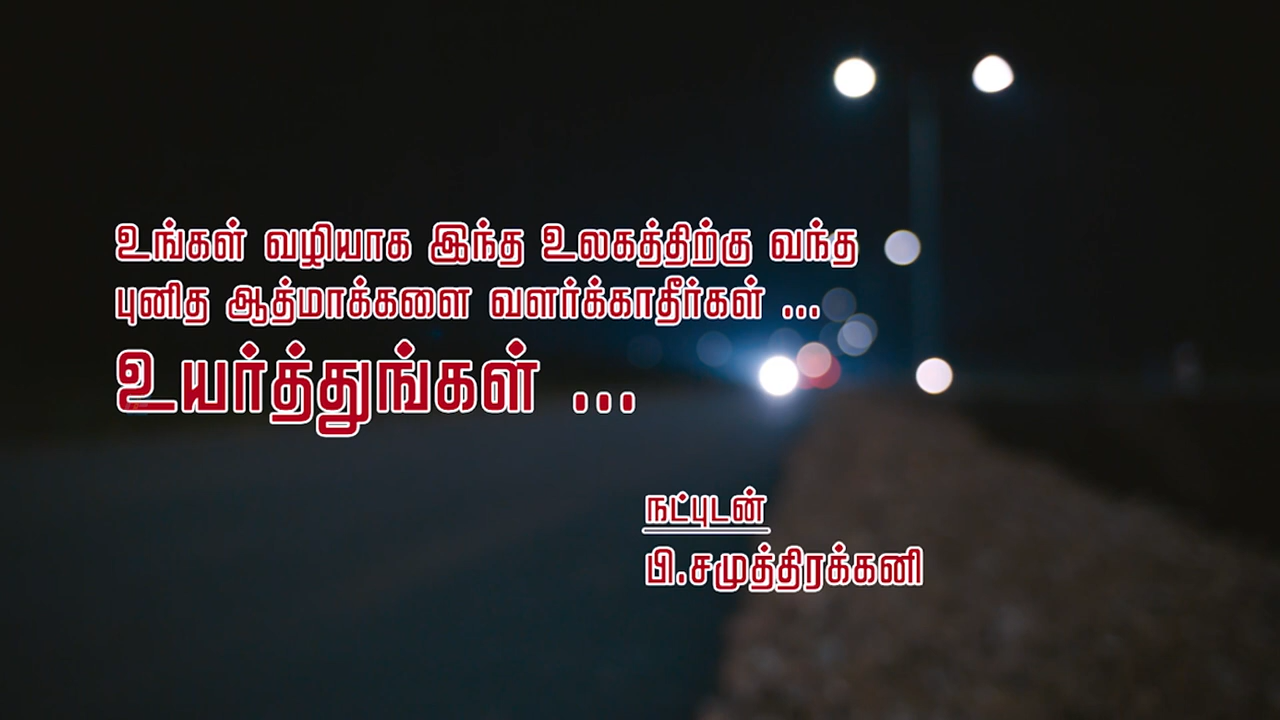 உங்கள் வழியாக இந்த உலகத்திற்கு வந்த
புனித ஆத்மாக்களை வளர்க்காதீர்கள் ...
உயர்த்துங்கள் ...
நட்புடன்
பி.சமுத்திரக்கனி